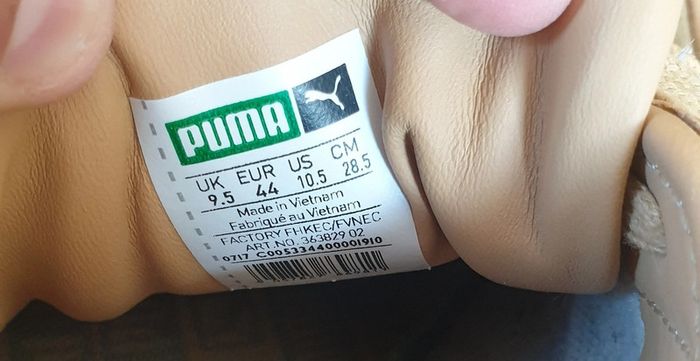 PUMA
UK EUR US CM
9.5 44 10.5 28.5
Made in Vietnam
Fabriqué au Vietnam
FACTORY FHKEC/FVNEC
ART NO. 363829 02
0717 C005334400001910